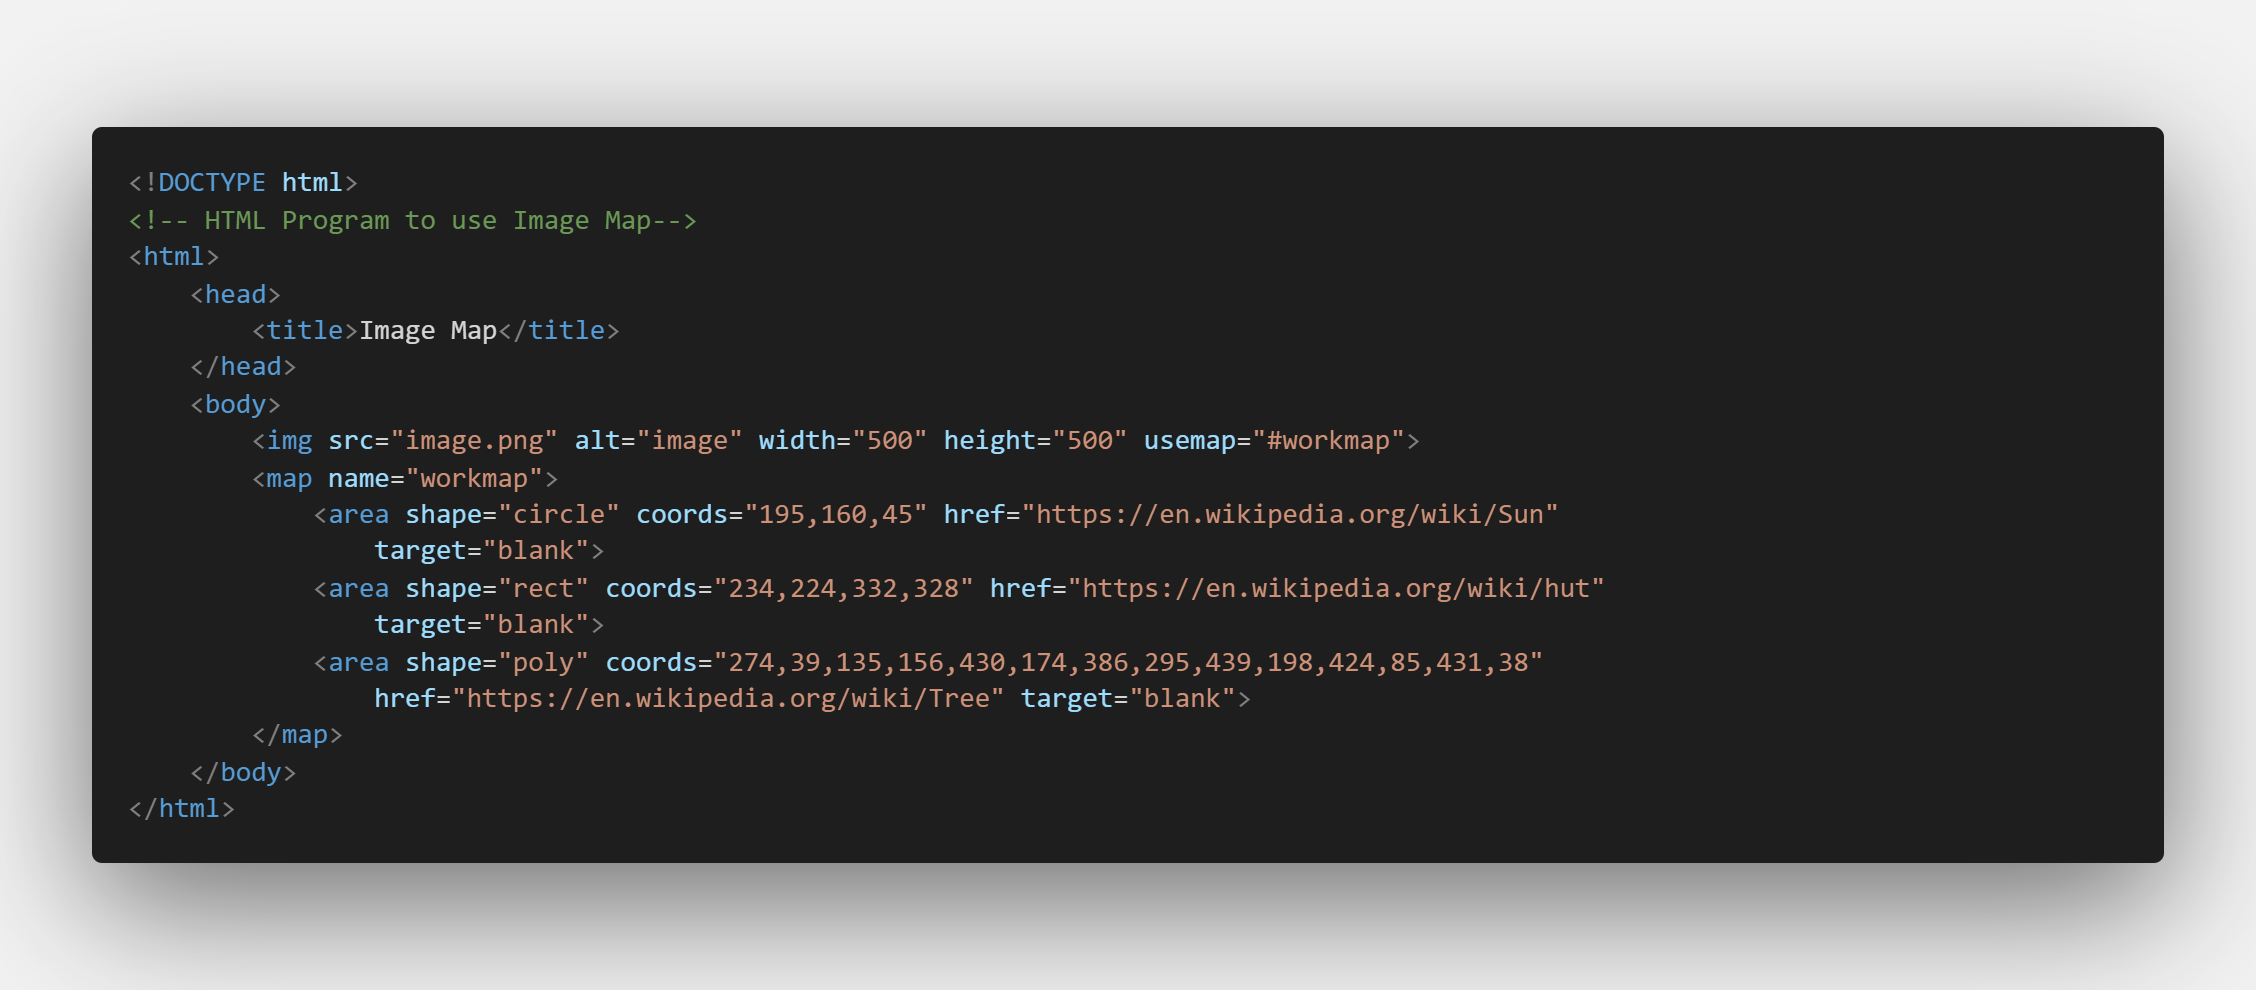 <!DOCTYPE html>
<!-- HTML Program to use Image Map-->
<html>
    <head>
        <title>Image Map</title>
    </head>
    <body>
        <img src="image.png" alt="image" width="500" height="500" usemap="#workmap">
        <map name="workmap">
            <area shape="circle" coords="195,160,45" href="https://en.wikipedia.org/wiki/Sun"
                target="blank">
            <area shape="rect" coords="234,224,332,328" href="https://en.wikipedia.org/wiki/hut"
                target="blank">
            <area shape="poly" coords="274,39,135,156,430,174,386,295,439,198,424,85,431,38"
                href="https://en.wikipedia.org/wiki/Tree" target="blank">
        </map>
    </body>
</html>